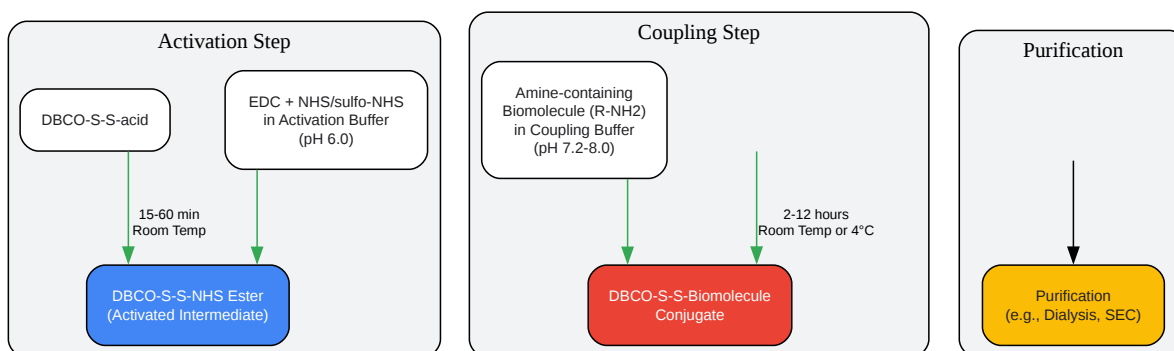 Activation Step
DBCO-S-S-acid
EDC + NHS/sulfo-NHS
in Activation Buffer
(pH 6.0)
15-60 min
Room Temp
DBCO-S-S-NHS Ester
(Activated Intermediate)
Coupling Step
Amine-containing
Biomolecule (R-NH2)
in Coupling Buffer
(pH 7.2-8.0)
2-12 hours
Room Temp or 4°C
DBCO-S-S-Biomolecule
Conjugate
Purification
Purification
(e.g., Dialysis, SEC)